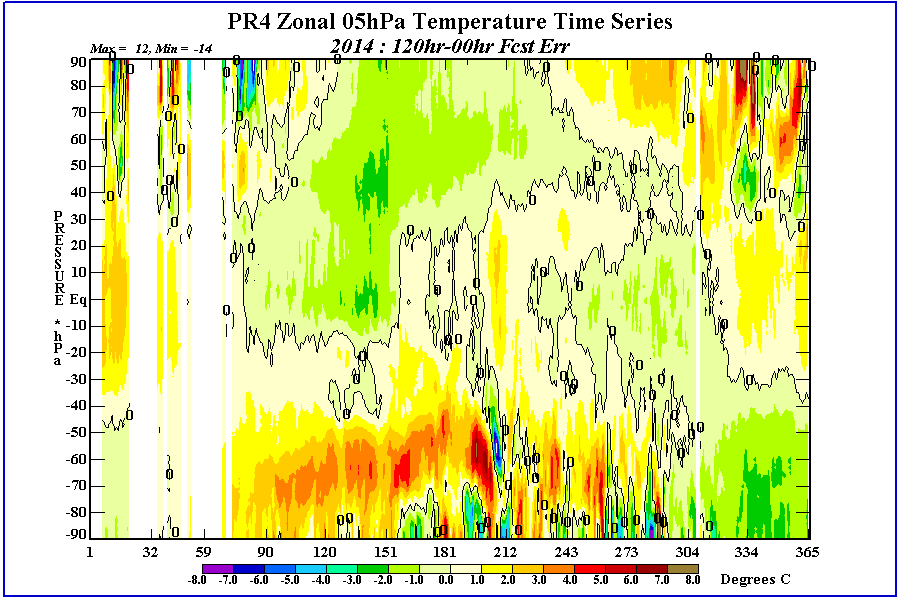 PR4 Zonal 05hPa Temperature Time Series
2014 : 120hr-00hr Fcst Err
Max = 12, Min = -14
90
80
70
60
50
40
30
20
10
Eq
-10
-20
-30
-40
-50
-60
-70
-80
-90
PRESSURE *hPa
1 32 59 90 120 151 181 212 243 273 304 334 365
-8.0 -7.0 -6.0 -5.0 -4.0 -3.0 -2.0 -1.0 0.0 1.0 2.0 3.0 4.0 5.0 6.0 7.0 8.0
Degrees C